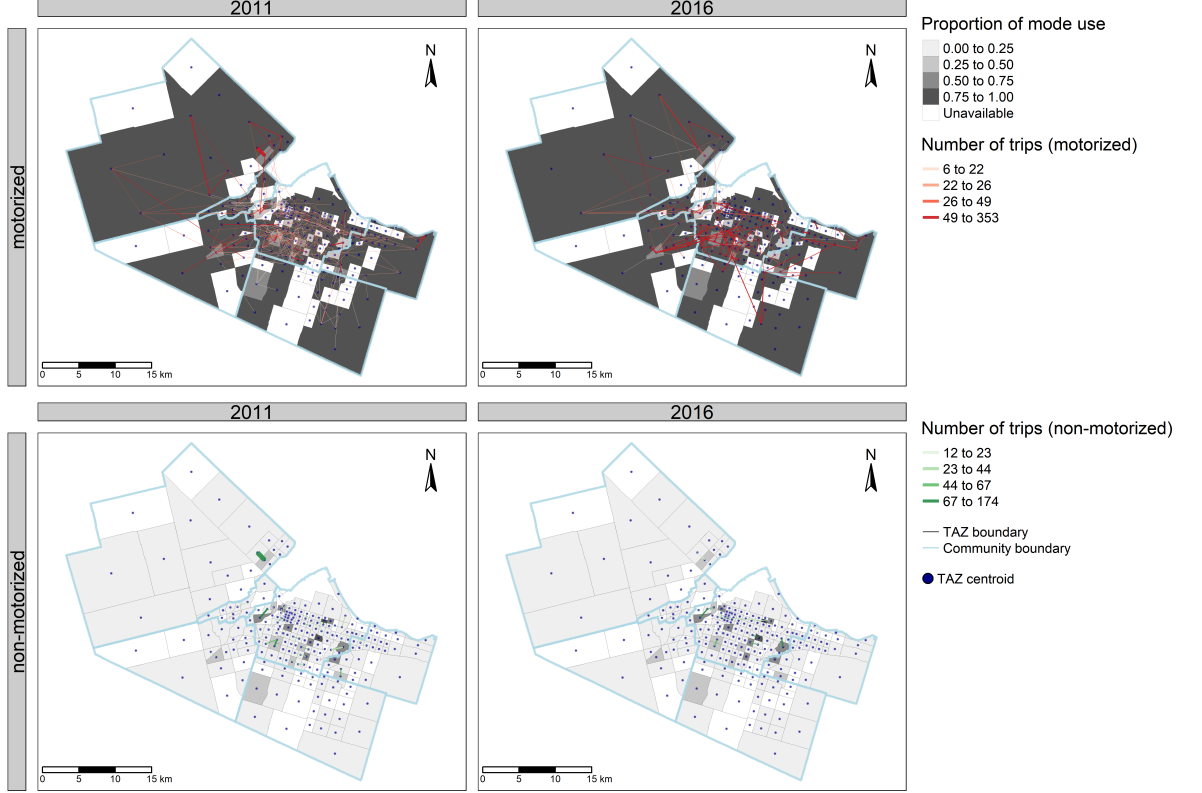 2011
2016
motorized
N
0 5 10 15 km
N
0 5 10 15 km
Proportion of mode use
0.00 to 0.25
0.25 to 0.50
0.50 to 0.75
0.75 to 1.00
Unavailable
Number of trips (motorized)
6 to 22
22 to 26
26 to 49
49 to 353
2011
2016
non-motorized
N
0 5 10 15 km
N
0 5 10 15 km
Number of trips (non-motorized)
12 to 23
23 to 44
44 to 67
67 to 174
TAZ boundary
Community boundary
TAZ centroid